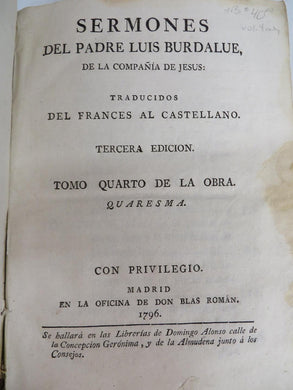 SERMONES
DEL PADRE LUIS BURDALUE,
DE LA COMPAÑÍA DE JESUS:
TRADUCIDOS
DEL FRANCES AL CASTELLANO.
TERCERA EDICION.
TOMO QUARTO DE LA OBRA.
QUARESMA.
CON PRIVILEGIO.
MADRID
EN LA OFICINA DE DON BLAS ROMÁN.
1796.
Se hallará en las Librerías de Domingo Alonso calle de
la Concepcion Gerónima, y de la Almudena junto á los
Consejos.